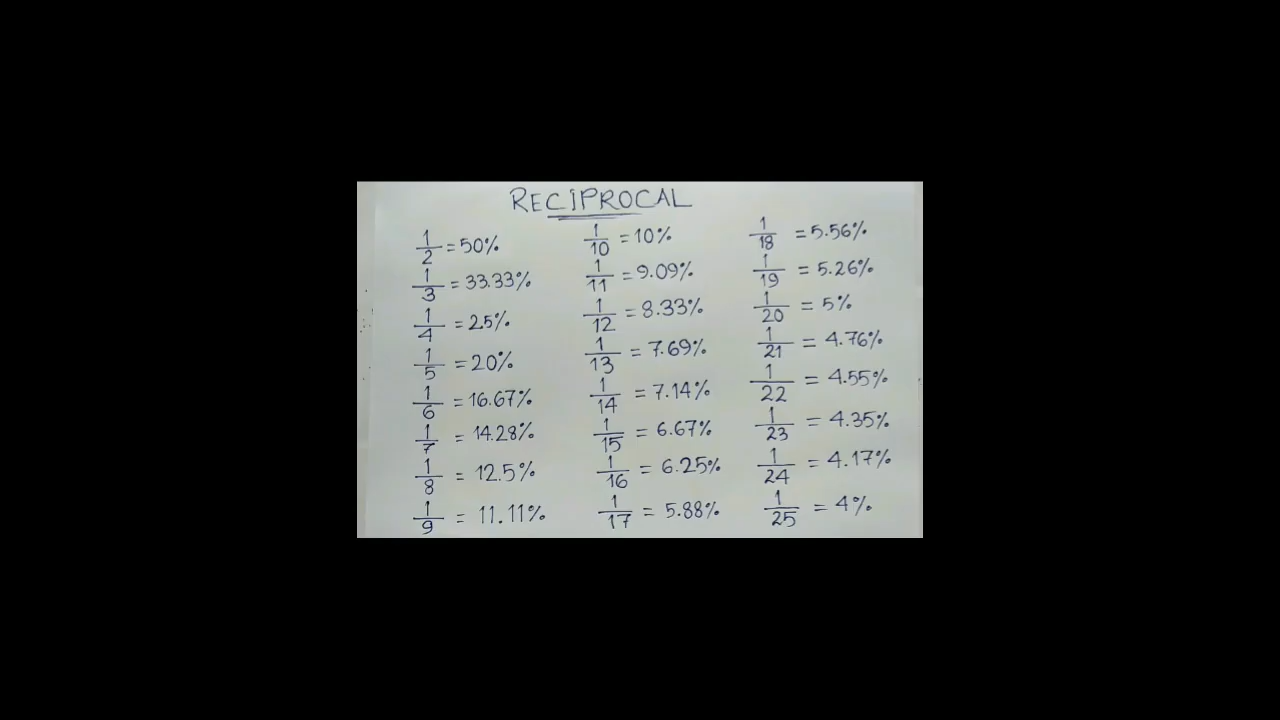 RECIPROCAL
1/2 = 50%
1/3 = 33.33%
1/4 = 25%
1/5 = 20%
1/6 = 16.67%
1/7 = 14.28%
1/8 = 12.5%
1/9 = 11.11%
1/10 = 10%
1/11 = 9.09%
1/12 = 8.33%
1/13 = 7.69%
1/14 = 7.14%
1/15 = 6.67%
1/16 = 6.25%
1/17 = 5.88%
1/18 = 5.56%
1/19 = 5.26%
1/20 = 5%
1/21 = 4.76%
1/22 = 4.55%
1/23 = 4.35%
1/24 = 4.17%
1/25 = 4%